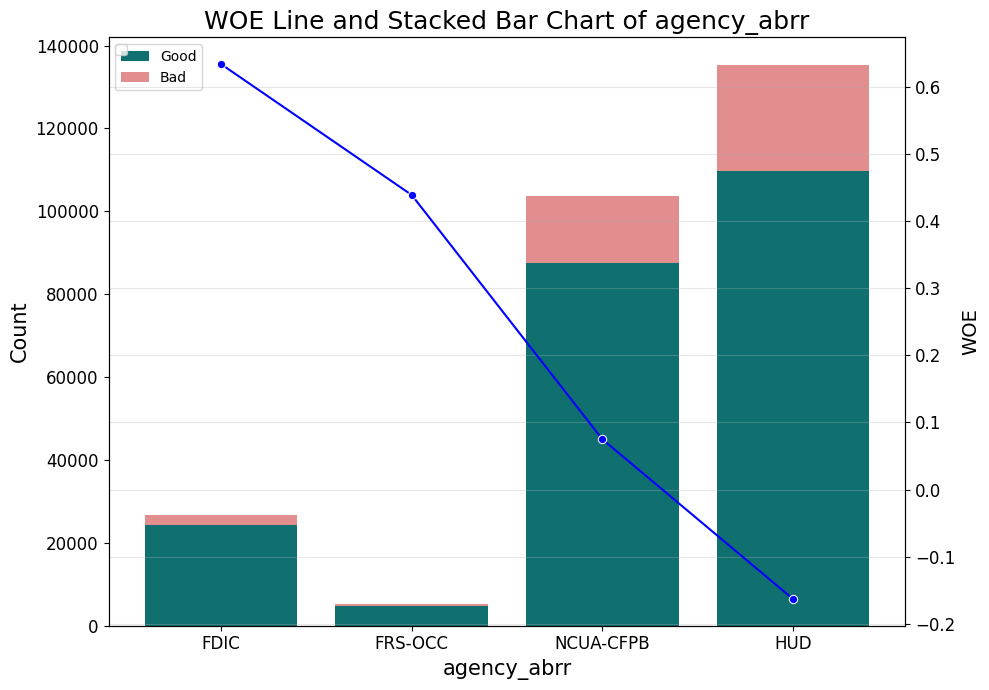 WOE Line and Stacked Bar Chart of agency_abrr
Good
Bad
140000
120000
100000
80000
60000
40000
20000
0
Count
0.6
0.5
0.4
0.3
0.2
0.1
0.0
−0.1
−0.2
WOE
FDIC
FRS-OCC
NCUA-CFPB
HUD
agency_abrr